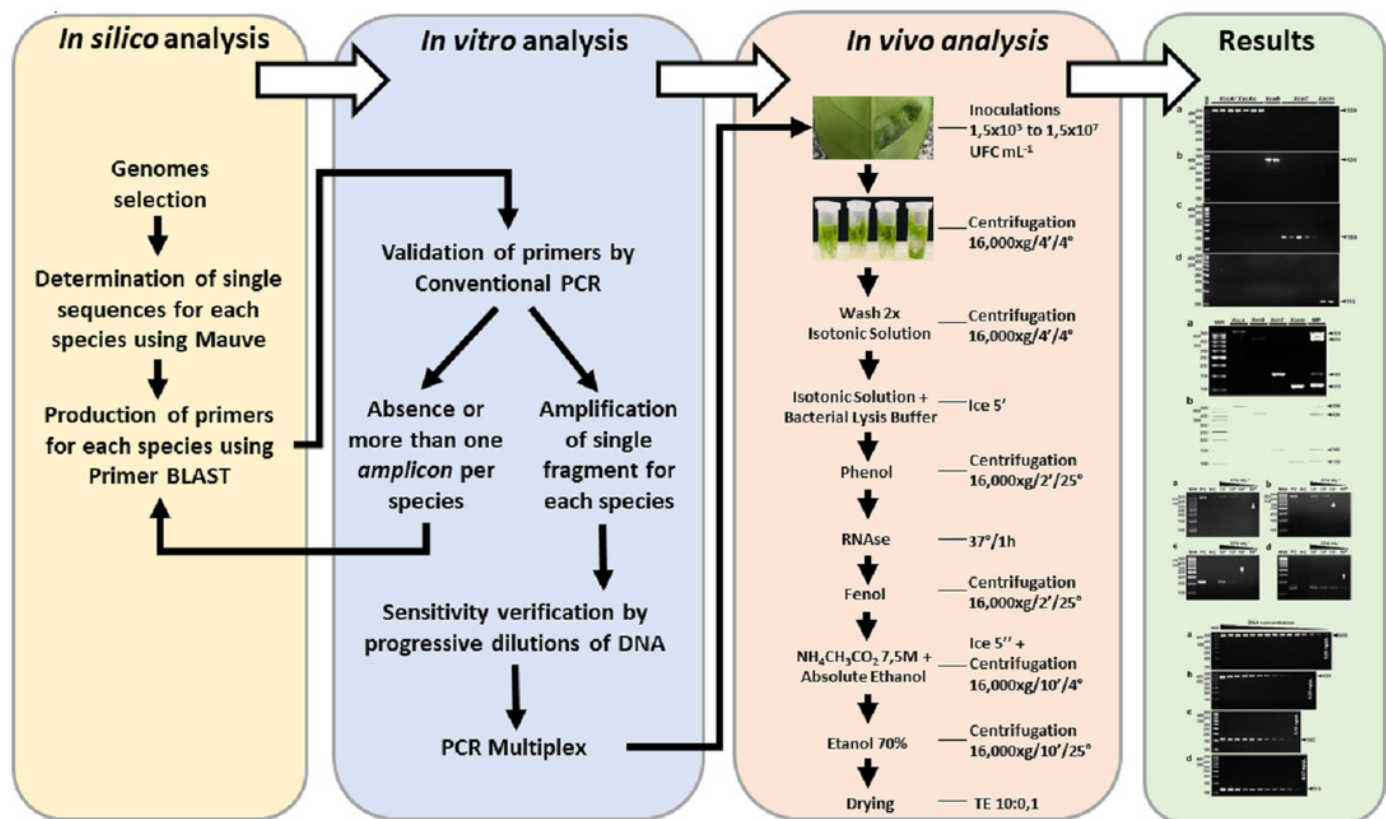 In silico analysis
Genomes
selection
Determination of single
sequences for each
species using Mauve
Production of primers
for each species using
Primer BLAST
In vitro analysis
Validation of primers by
Conventional PCR
Absence or
more than one
amplicon per
species
Amplification
of single
fragment for
each species
Sensitivity verification by
progressive dilutions of DNA
PCR Multiplex
In vivo analysis
Inoculations
1,5x10³ to 1,5x10⁷
UFC mL⁻¹
Centrifugation
16,000xg/4’/4°
Wash 2x
Isotonic Solution
Centrifugation
16,000xg/4’/4°
Isotonic Solution +
Bacterial Lysis Buffer
Ice 5’
Phenol
Centrifugation
16,000xg/2’/25°
RNAse
37°/1h
Fenol
Centrifugation
16,000xg/2’/25°
NH₄CH₃CO₂ 7,5M +
Absolute Ethanol
Ice 5’’ +
Centrifugation
16,000xg/10’/4°
Etanol 70%
Centrifugation
16,000xg/10’/25°
Drying
TE 10:0,1
Results
a
b
c
d
a
b
a
b
c
d
DNA concentration
a
b
c
d